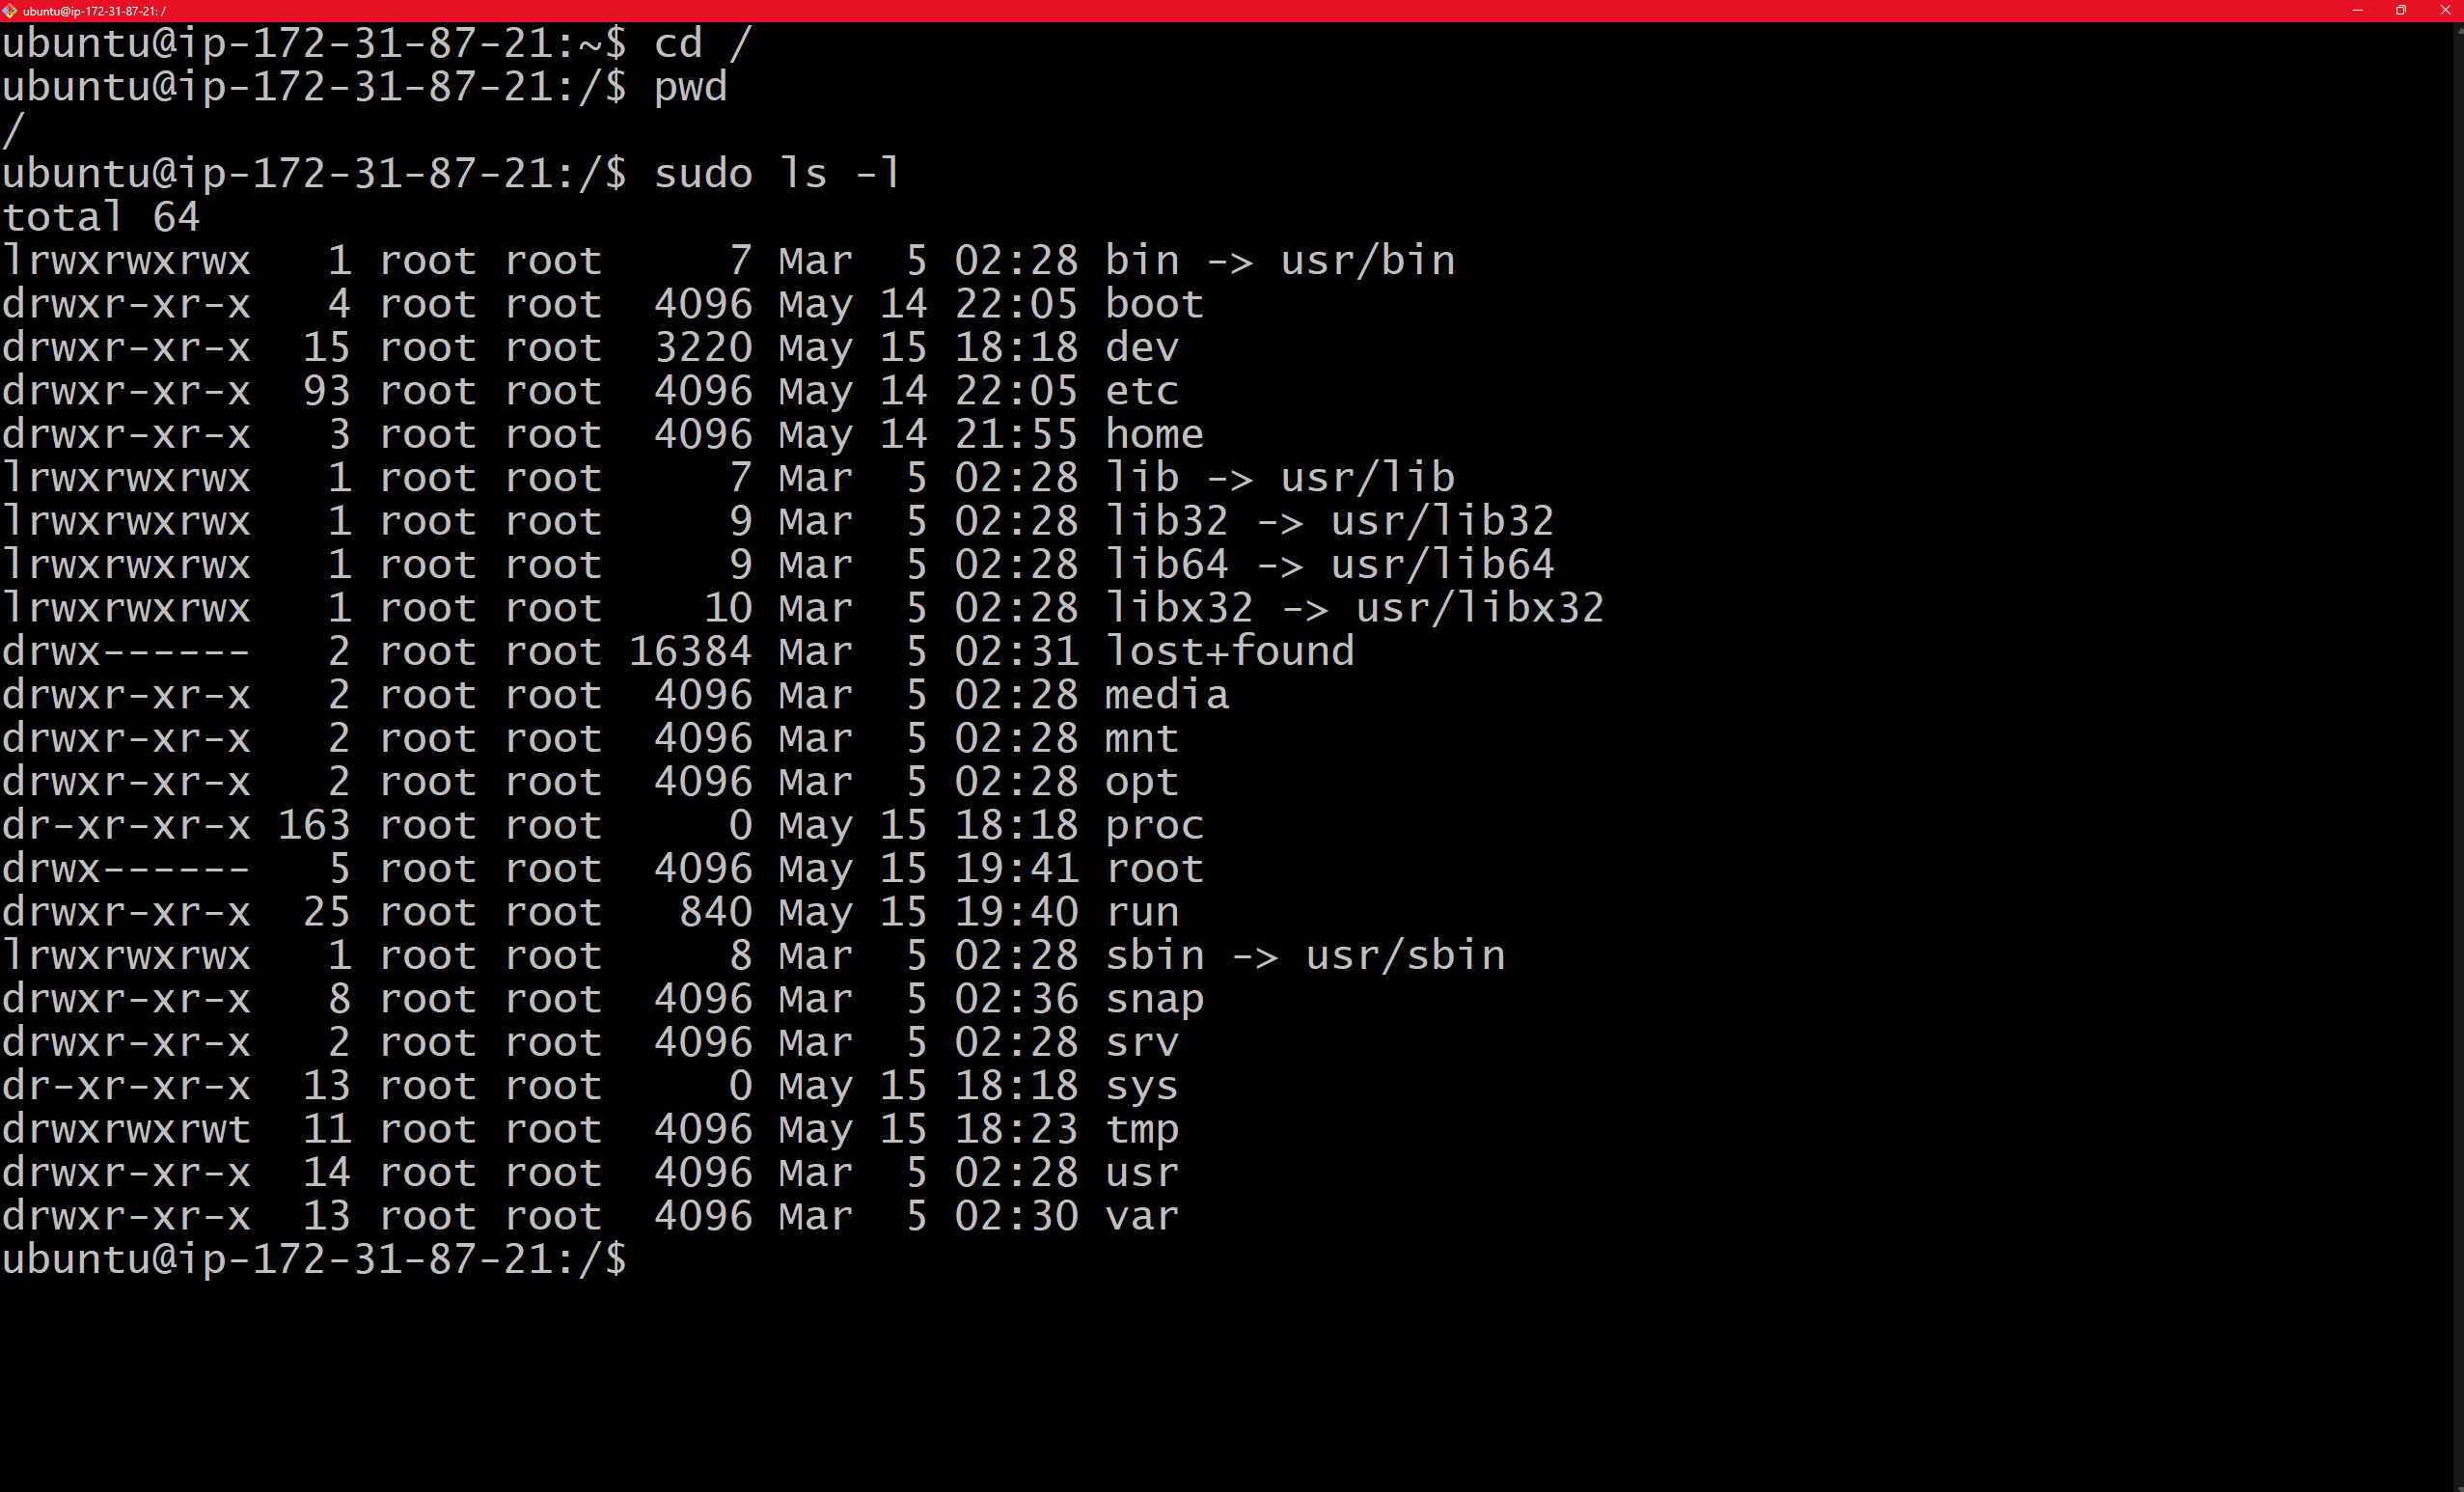 ubuntu@ip-172-31-87-21: /
ubuntu@ip-172-31-87-21:~$ cd /
ubuntu@ip-172-31-87-21:/$ pwd
/
ubuntu@ip-172-31-87-21:/$ sudo ls -l
total 64
lrwxrwxrwx   1 root root     7 Mar  5 02:28 bin -> usr/bin
drwxr-xr-x   4 root root  4096 May 14 22:05 boot
drwxr-xr-x  15 root root  3220 May 15 18:18 dev
drwxr-xr-x  93 root root  4096 May 14 22:05 etc
drwxr-xr-x   3 root root  4096 May 14 21:55 home
lrwxrwxrwx   1 root root     7 Mar  5 02:28 lib -> usr/lib
lrwxrwxrwx   1 root root     9 Mar  5 02:28 lib32 -> usr/lib32
lrwxrwxrwx   1 root root     9 Mar  5 02:28 lib64 -> usr/lib64
lrwxrwxrwx   1 root root    10 Mar  5 02:28 libx32 -> usr/libx32
drwx------   2 root root 16384 Mar  5 02:31 lost+found
drwxr-xr-x   2 root root  4096 Mar  5 02:28 media
drwxr-xr-x   2 root root  4096 Mar  5 02:28 mnt
drwxr-xr-x   2 root root  4096 Mar  5 02:28 opt
dr-xr-xr-x 163 root root     0 May 15 18:18 proc
drwx------   5 root root  4096 May 15 19:41 root
drwxr-xr-x  25 root root   840 May 15 19:40 run
lrwxrwxrwx   1 root root     8 Mar  5 02:28 sbin -> usr/sbin
drwxr-xr-x   8 root root  4096 Mar  5 02:36 snap
drwxr-xr-x   2 root root  4096 Mar  5 02:28 srv
dr-xr-xr-x  13 root root     0 May 15 18:18 sys
drwxrwxrwt  11 root root  4096 May 15 18:23 tmp
drwxr-xr-x  14 root root  4096 Mar  5 02:28 usr
drwxr-xr-x  13 root root  4096 Mar  5 02:30 var
ubuntu@ip-172-31-87-21:/$